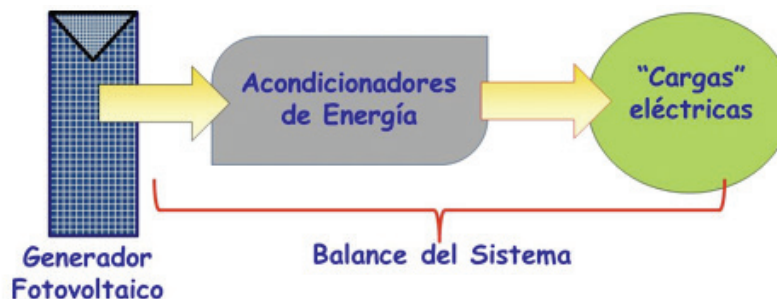 Acondicionadores
de Energía
“Cargas”
eléctricas
Generador
Fotovoltaico
Balance del Sistema